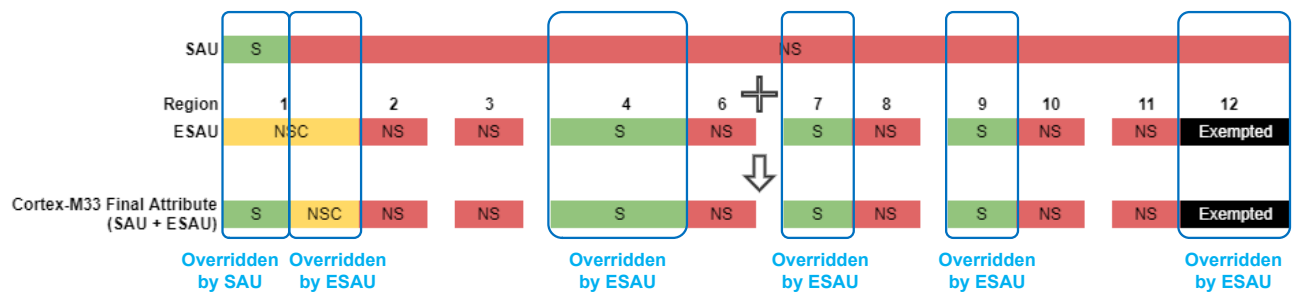 SAU S NS
Region 1 2 3 4 6 7 8 9 10 11 12
ESAU NSC NS NS S NS S NS S NS NS Exempted
Cortex-M33 Final Attribute
(SAU + ESAU) S NSC NS NS S NS S NS S NS NS Exempted
Overridden Overridden Overridden Overridden Overridden Overridden
by SAU by ESAU by ESAU by ESAU by ESAU by ESAU